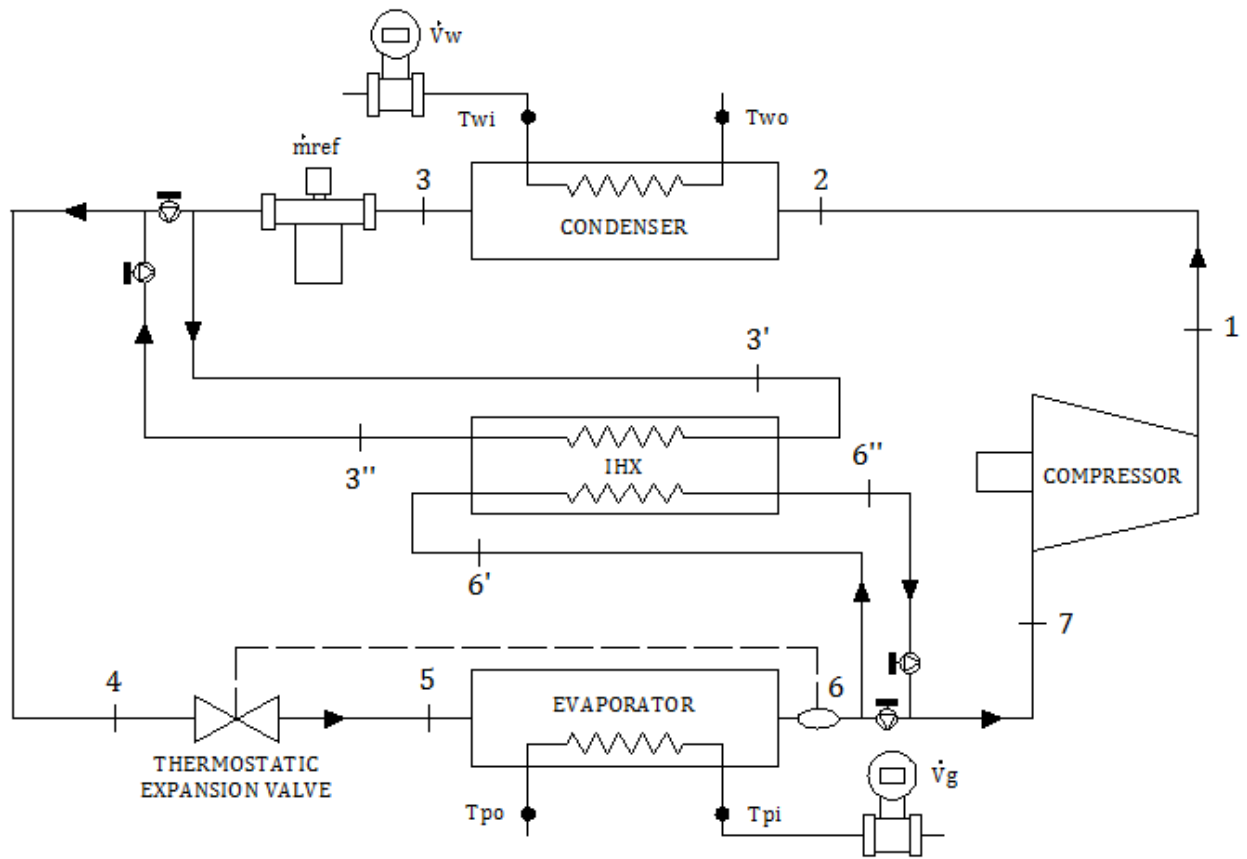 V̇w
Twi
Two
ṁref
3
2
CONDENSER
1
3'
3''
IHX
6''
COMPRESSOR
6'
7
4
5
EVAPORATOR
6
THERMOSTATIC
EXPANSION VALVE
Tpo
Tpi
V̇g